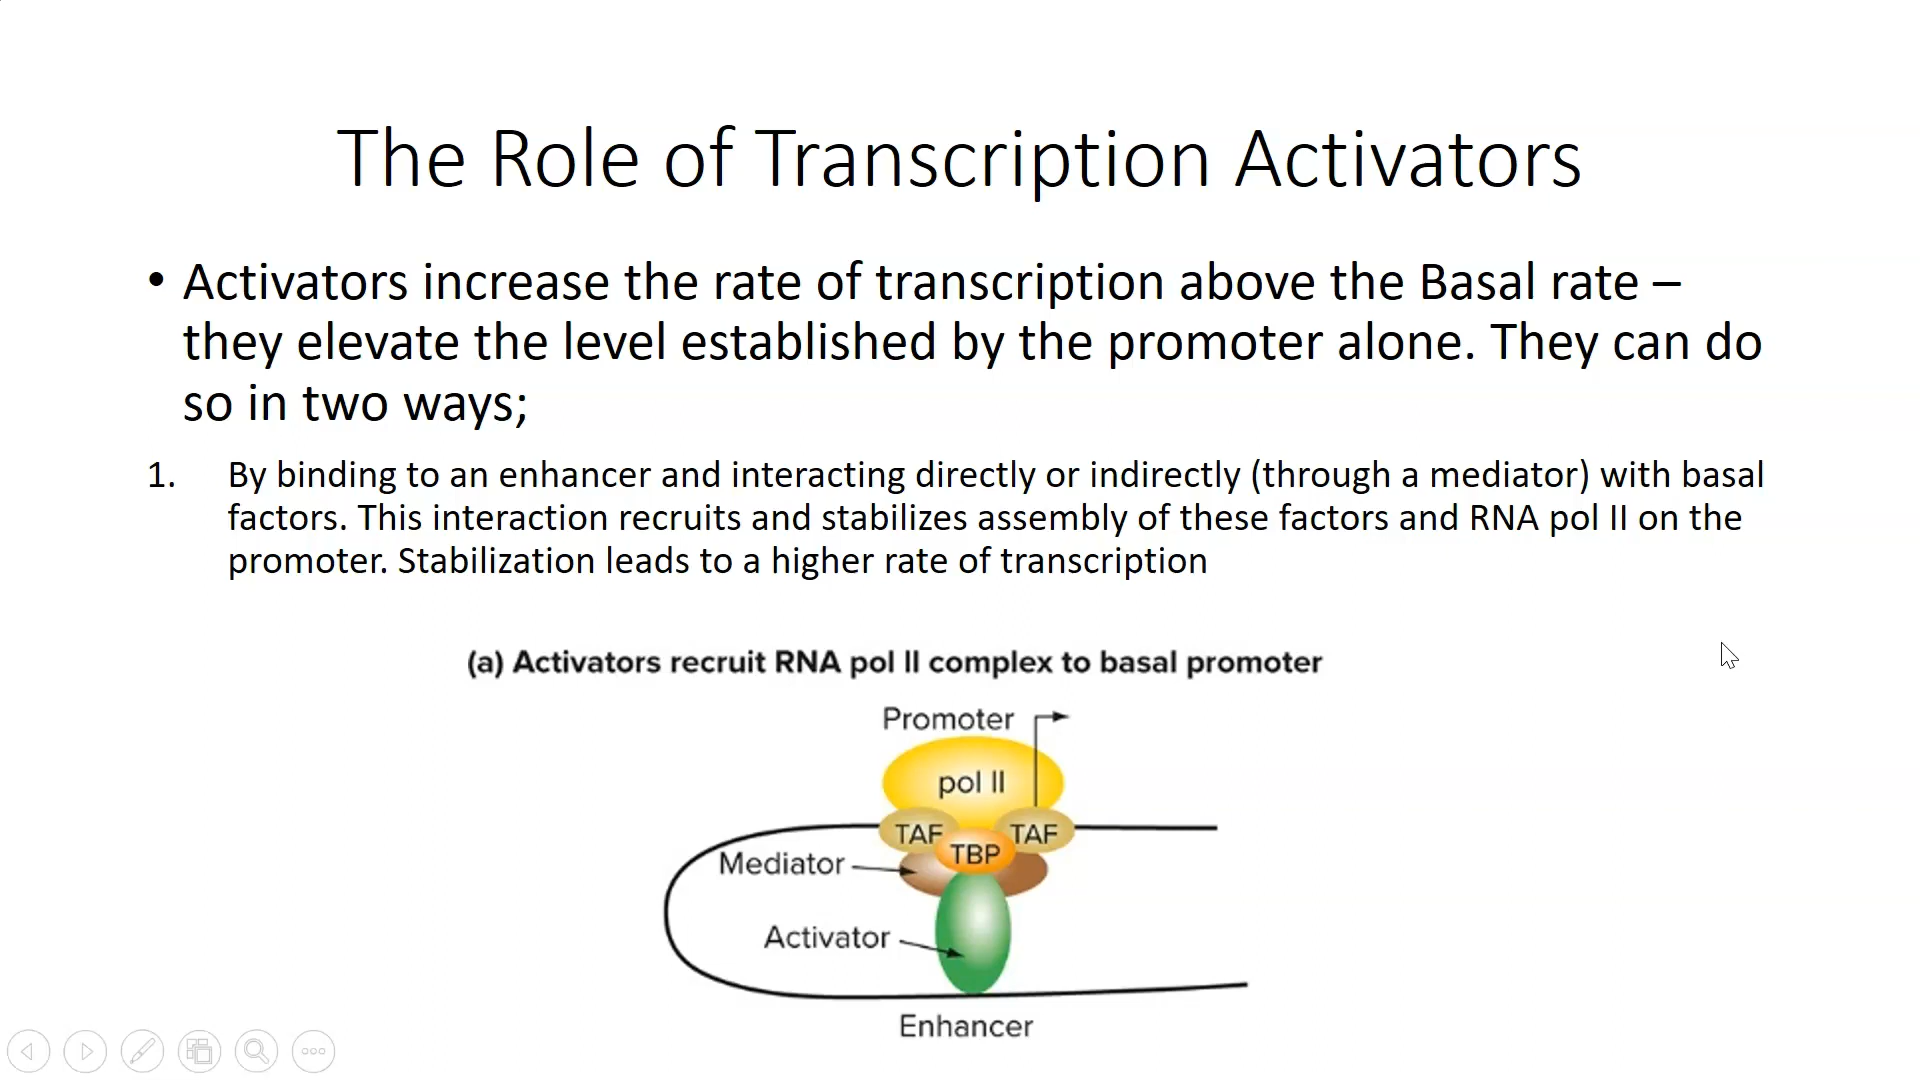 The Role of Transcription Activators
• Activators increase the rate of transcription above the Basal rate –
they elevate the level established by the promoter alone. They can do
so in two ways;
1. By binding to an enhancer and interacting directly or indirectly (through a mediator) with basal
factors. This interaction recruits and stabilizes assembly of these factors and RNA pol II on the
promoter. Stabilization leads to a higher rate of transcription
(a) Activators recruit RNA pol II complex to basal promoter
Promoter
pol II
TAF TAF
TBP
Mediator
Activator
Enhancer